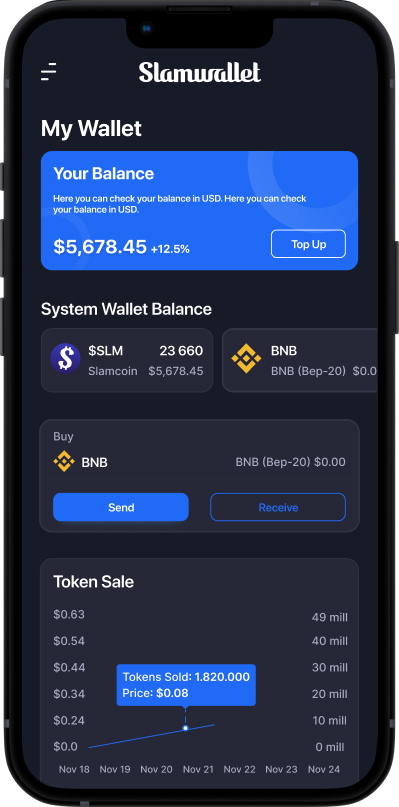 Slamwallet
My Wallet
Your Balance
Here you can check your balance in USD. Here you can check
your balance in USD.
$5,678.45 +12.5%
Top Up
System Wallet Balance
$SLM 23 660
Slamcoin $5,678.45
BNB
BNB (Bep-20) $0.0
Buy
BNB BNB (Bep-20) $0.00
Send Receive
Token Sale
$0.63 49 mill
$0.54 40 mill
$0.44 30 mill
$0.34 20 mill
$0.24 10 mill
$0.0 0 mill
Tokens Sold: 1.820.000
Price: $0.08
Nov 18 Nov 19 Nov 20 Nov 21 Nov 22 Nov 23 Nov 24